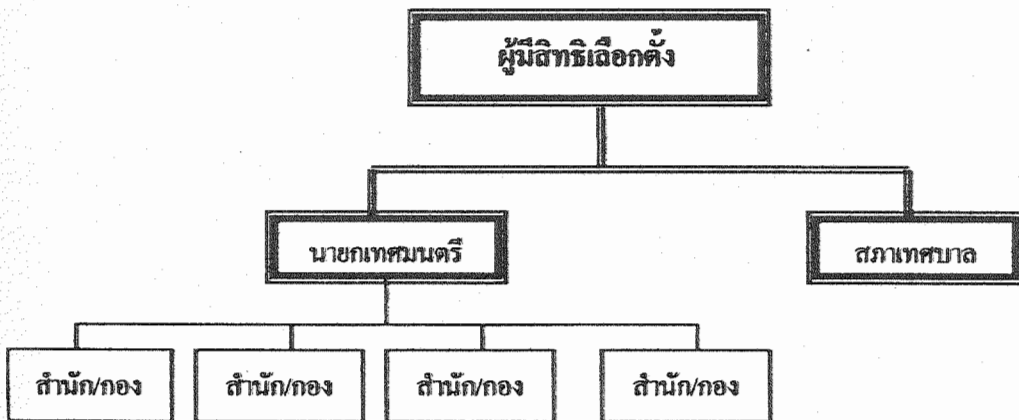 ผู้มีสิทธิเลือกตั้ง
นายกเทศมนตรี
สภาเทศบาล
สำนัก/กอง
สำนัก/กอง
สำนัก/กอง
สำนัก/กอง